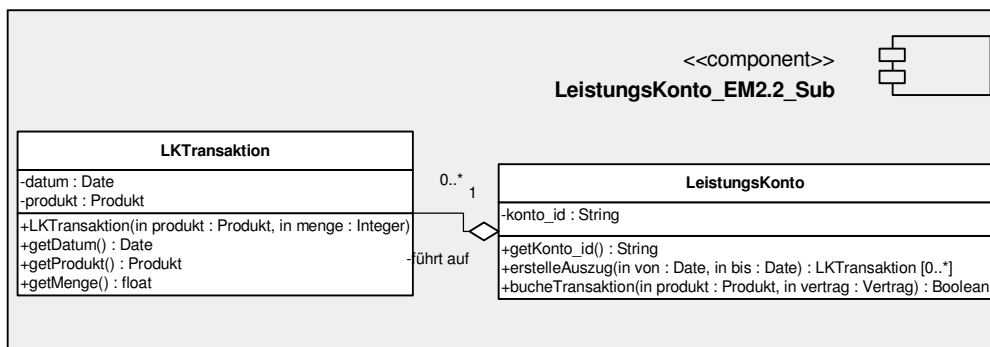 <<component>>
LeistungsKonto_EM2.2_Sub
LKTransaktion
-datum : Date
-produkt : Produkt
+LKTransaktion(in produkt : Produkt, in menge : Integer)
+getDatum() : Date
+getProdukt() : Produkt
+getMenge() : float
0..*
1
-führt auf
LeistungsKonto
-konto_id : String
+getKonto_id() : String
+erstelleAuszug(in von : Date, in bis : Date) : LKTransaktion [0..*]
+bucheTransaktion(in produkt : Produkt, in vertrag : Vertrag) : Boolean